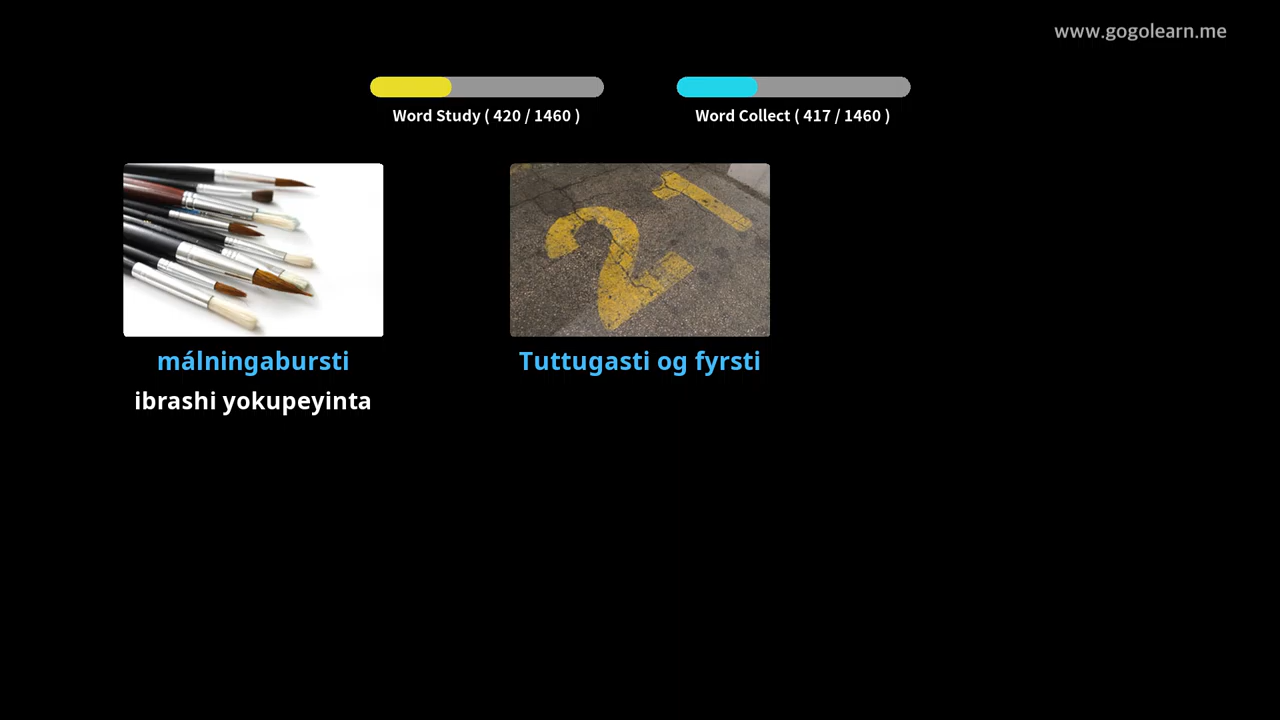 www.gogolearn.me
Word Study ( 420 / 1460 )
Word Collect ( 417 / 1460 )
21
málningabursti
Tuttugasti og fyrsti
ibrashi yokupeyinta